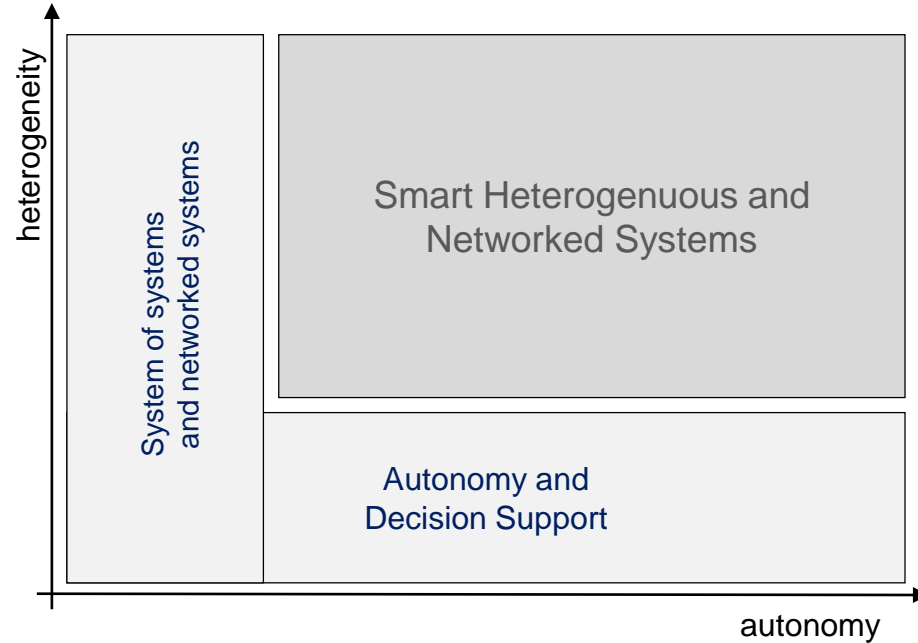 heterogeneity
System of systems
and networked systems
Smart Heterogenuous and
Networked Systems
Autonomy and
Decision Support
autonomy